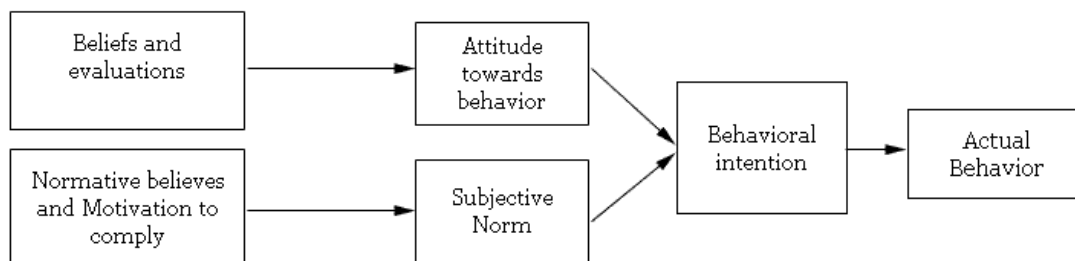 Beliefs and
evaluations
Attitude
towards
behavior
Behavioral
intention
Actual
Behavior
Normative believes
and Motivation to
comply
Subjective
Norm